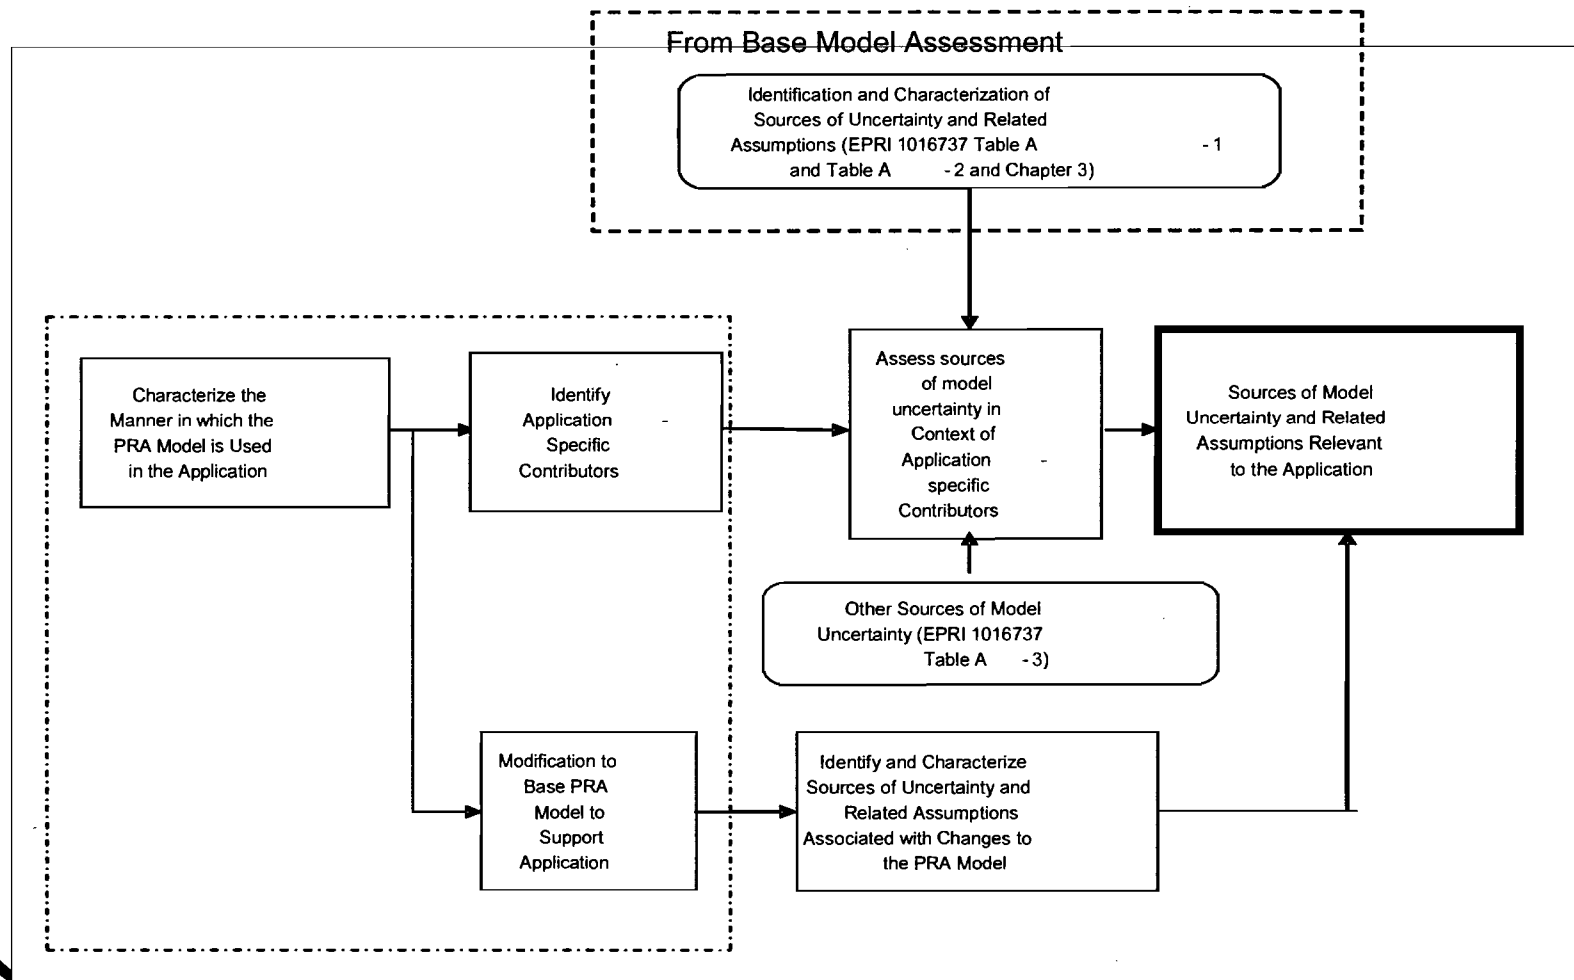 From Base Model Assessment
Identification and Characterization of
Sources of Uncertainty and Related
Assumptions (EPRI 1016737 Table A - 1
and Table A - 2 and Chapter 3)
Characterize the
Manner in which the
PRA Model is Used
in the Application
Identify
Application -
Specific
Contributors
Assess sources
of model
uncertainty in
Context of
Application -
specific
Contributors
Sources of Model
Uncertainty and Related
Assumptions Relevant
to the Application
Other Sources of Model
Uncertainty (EPRI 1016737
Table A - 3)
Modification to
Base PRA
Model to
Support
Application
Identify and Characterize
Sources of Uncertainty and
Related Assumptions
Associated with Changes to
the PRA Model